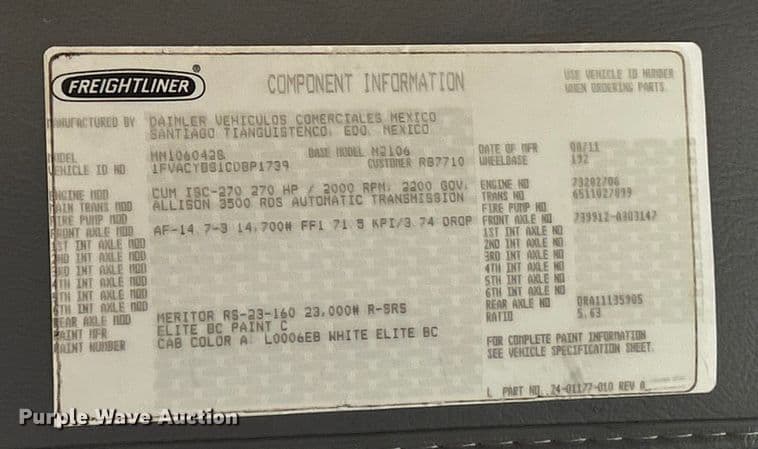 FREIGHTLINER®
COMPONENT INFORMATION
USE VEHICLE ID NUMBER
WHEN ORDERING PARTS.
MANUFACTURED BY DAIMLER VEHICULOS COMERCIALES MEXICO
SANTIAGO TIANGUISTENCO, EDO. MEXICO
MODEL MM106042S BASE MODEL M2106 DATE OF MFR 08/11
VEHICLE ID NO 1FVACYBS1CDBP1739 CUSTOMER RB7710 WHEELBASE 192
ENGINE MOD CUM ISC-270 270 HP / 2000 RPM, 2200 GOV. ENGINE NO 73202706
MAIN TRANS MOD ALLISON 3500 RDS AUTOMATIC TRANSMISSION TRANS NO 6511027899
FIRE PUMP MOD FIRE PUMP NO
FRONT AXLE MOD AF-14.7-3 14,700# FF1 71.5 KPI/3.74 DROP FRONT AXLE NO 739912-A303147
1ST INT AXLE MOD 1ST INT AXLE NO
2ND INT AXLE MOD 2ND INT AXLE NO
3RD INT AXLE MOD 3RD INT AXLE NO
4TH INT AXLE MOD 4TH INT AXLE NO
5TH INT AXLE MOD 5TH INT AXLE NO
6TH INT AXLE MOD 6TH INT AXLE NO
REAR AXLE MOD MERITOR RS-23-160 23,000# R-SRS REAR AXLE NO ORA11135905
PAINT MFR ELITE BC PAINT C RATIO 5.63
PAINT NUMBER CAB COLOR A: L0006EB WHITE ELITE BC
FOR COMPLETE PAINT INFORMATION
SEE VEHICLE SPECIFICATION SHEET.
L PART NO. 24-01177-010 REV A
Purple Wave Auction